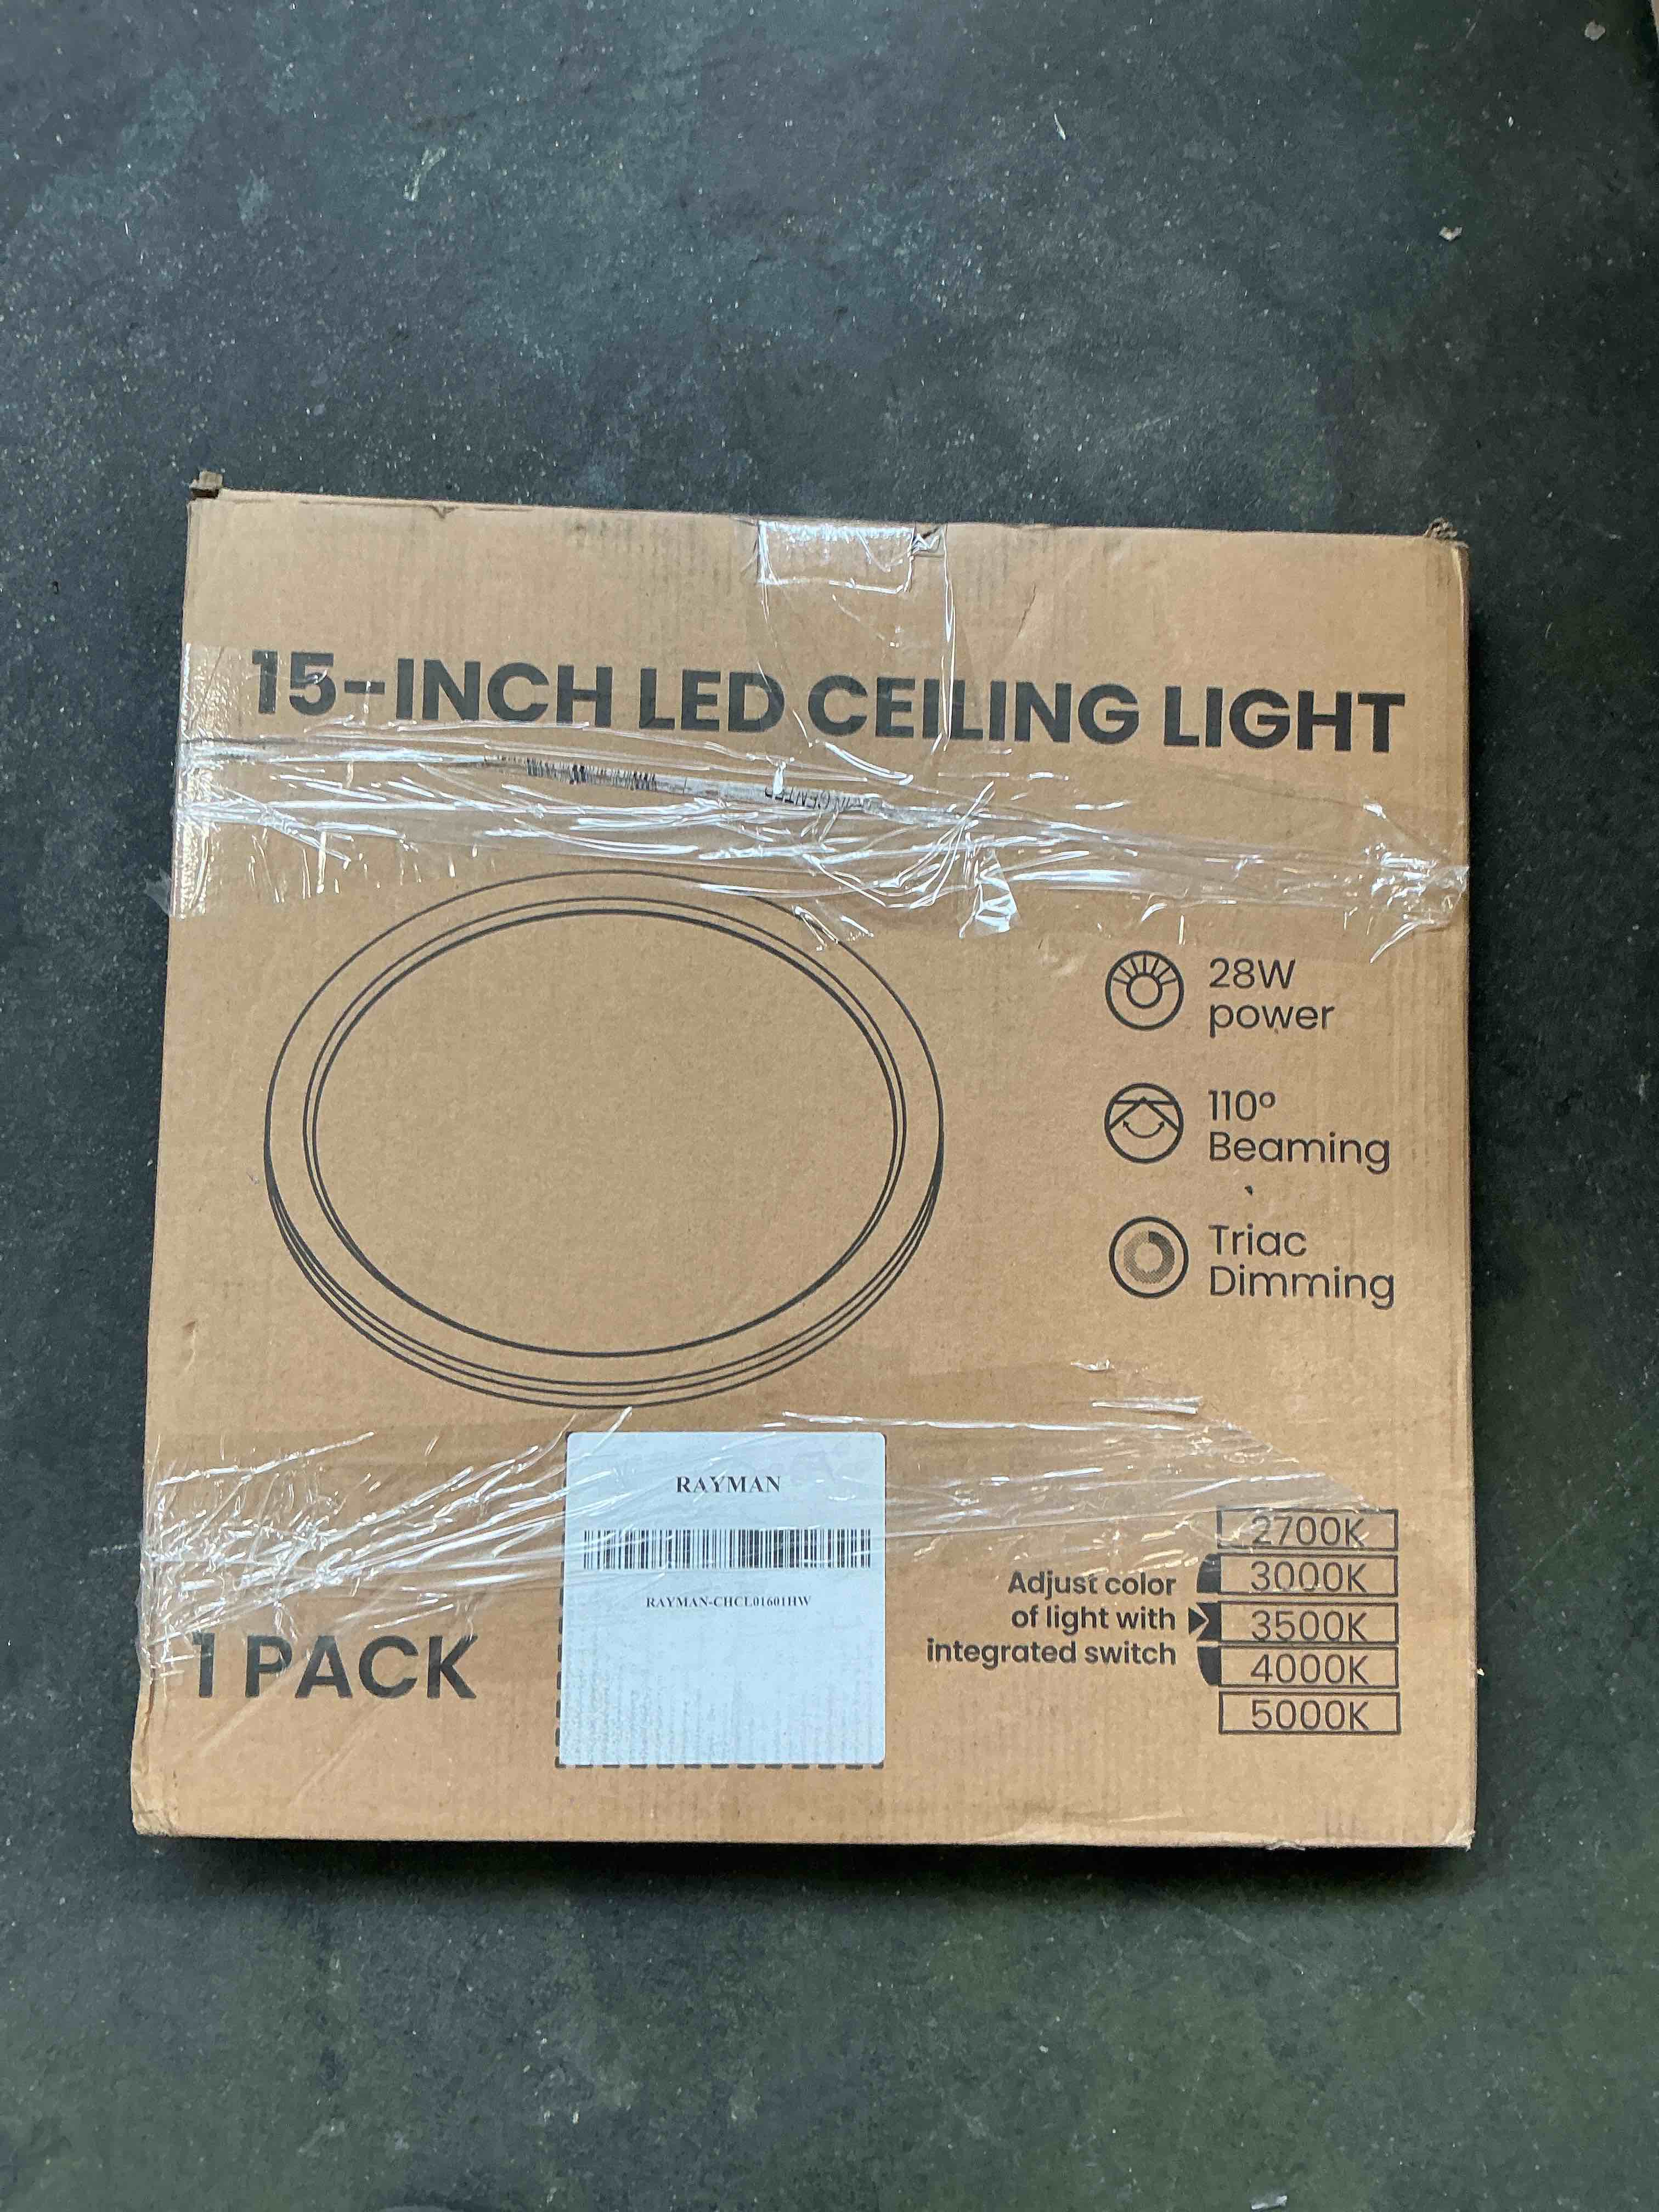 15-INCH LED CEILING LIGHT
28W
power
110º
Beaming
Triac
Dimming
RAYMAN
RAYMAN-CHCL01601HW
1 PACK
Adjust color
of light with
integrated switch
2700K
3000K
3500K
4000K
5000K